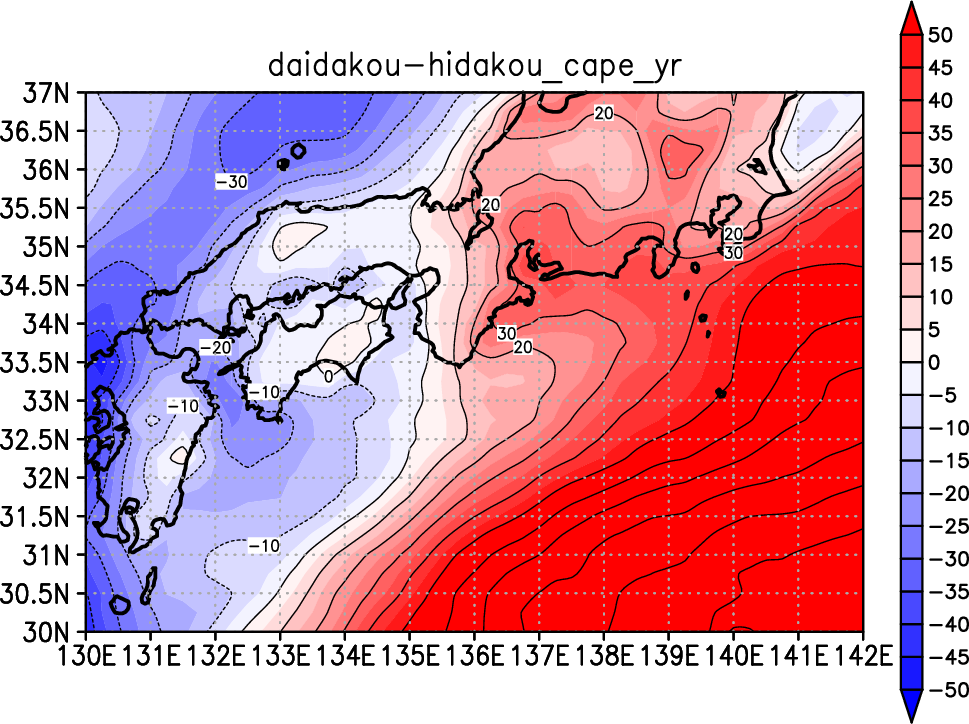 daidakou−hidakou_cape_yr
37N
36.5N
36N
35.5N
35N
34.5N
34N
33.5N
33N
32.5N
32N
31.5N
31N
30.5N
30N
130E 131E 132E 133E 134E 135E 136E 137E 138E 139E 140E 141E 142E
20
−30
20
20
30
30
−20
20
0
−10
−10
−10
50
45
40
35
30
25
20
15
10
5
0
−5
−10
−15
−20
−25
−30
−35
−40
−45
−50